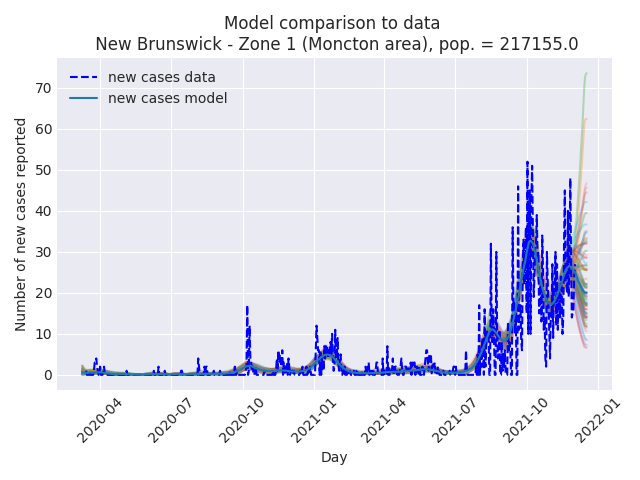 Model comparison to data
New Brunswick - Zone 1 (Moncton area), pop. = 217155.0
new cases data
new cases model
Number of new cases reported
70
60
50
40
30
20
10
0
2020-04
2020-07
2020-10
2021-01
2021-04
2021-07
2021-10
2022-01
Day